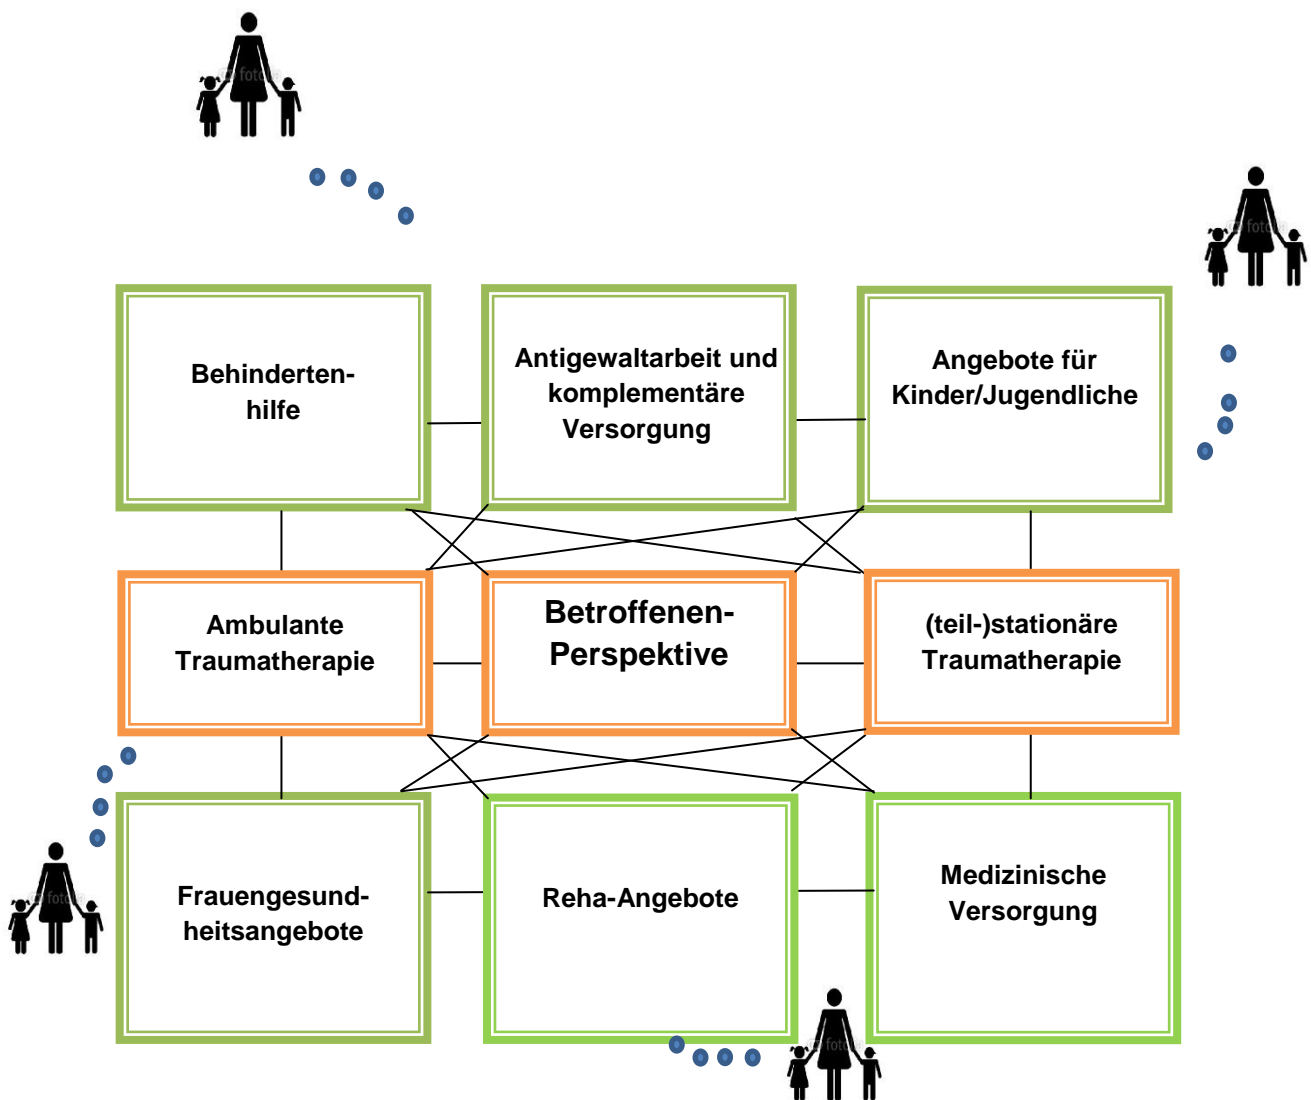 Behinderten-
hilfe
Antigewaltarbeit und
komplementäre
Versorgung
Angebote für
Kinder/Jugendliche
Ambulante
Traumatherapie
Betroffenen-
Perspektive
(teil-)stationäre
Traumatherapie
Frauengesund-
heitsangebote
Reha-Angebote
Medizinische
Versorgung